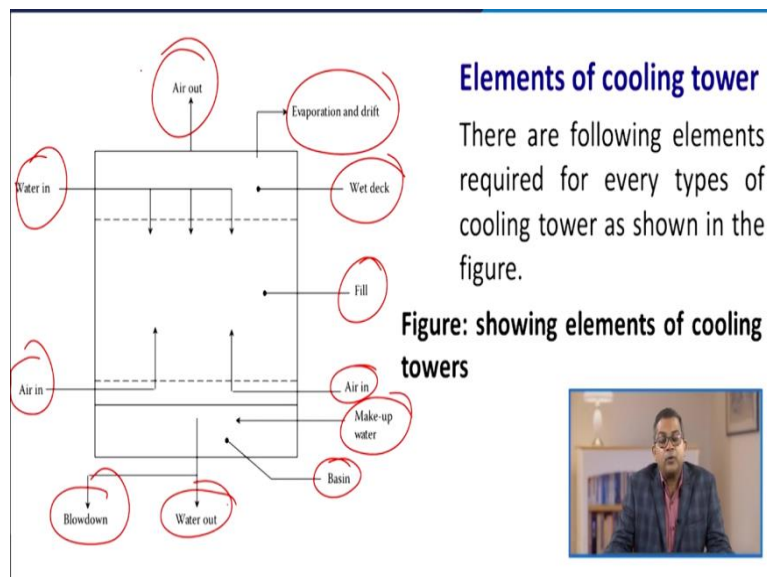 Air out
Evaporation and drift
Water in
Wet deck
Fill
Air in
Air in
Make-up
water
Basin
Blowdown
Water out
Elements of cooling tower
There are following elements
required for every types of
cooling tower as shown in the
figure.
Figure: showing elements of cooling
towers